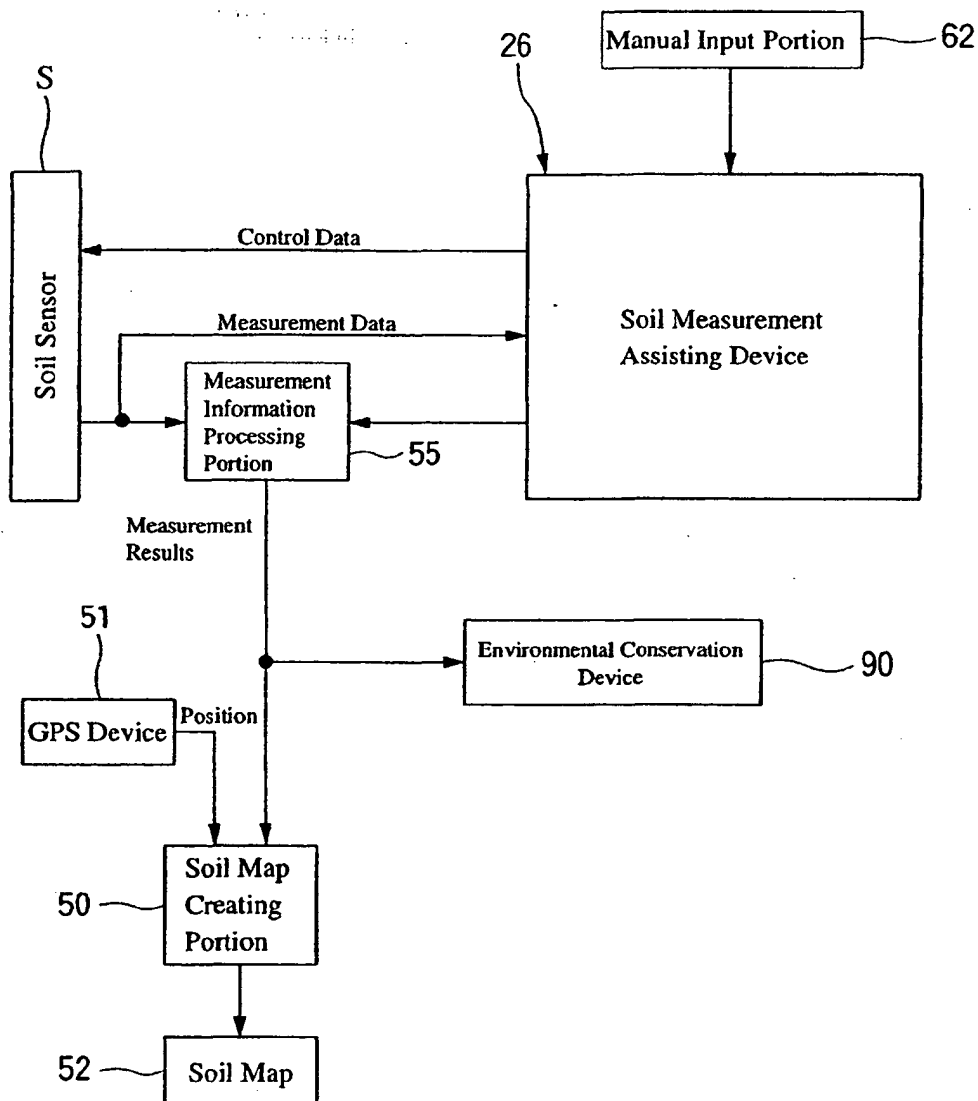 Manual Input Portion
62
26
S
Control Data
Soil Sensor
Measurement Data
Soil Measurement
Assisting Device
Measurement
Information
Processing
Portion
55
Measurement
Results
51
Environmental Conservation
Device
90
GPS Device
Position
Soil Map
Creating
Portion
50
52
Soil Map